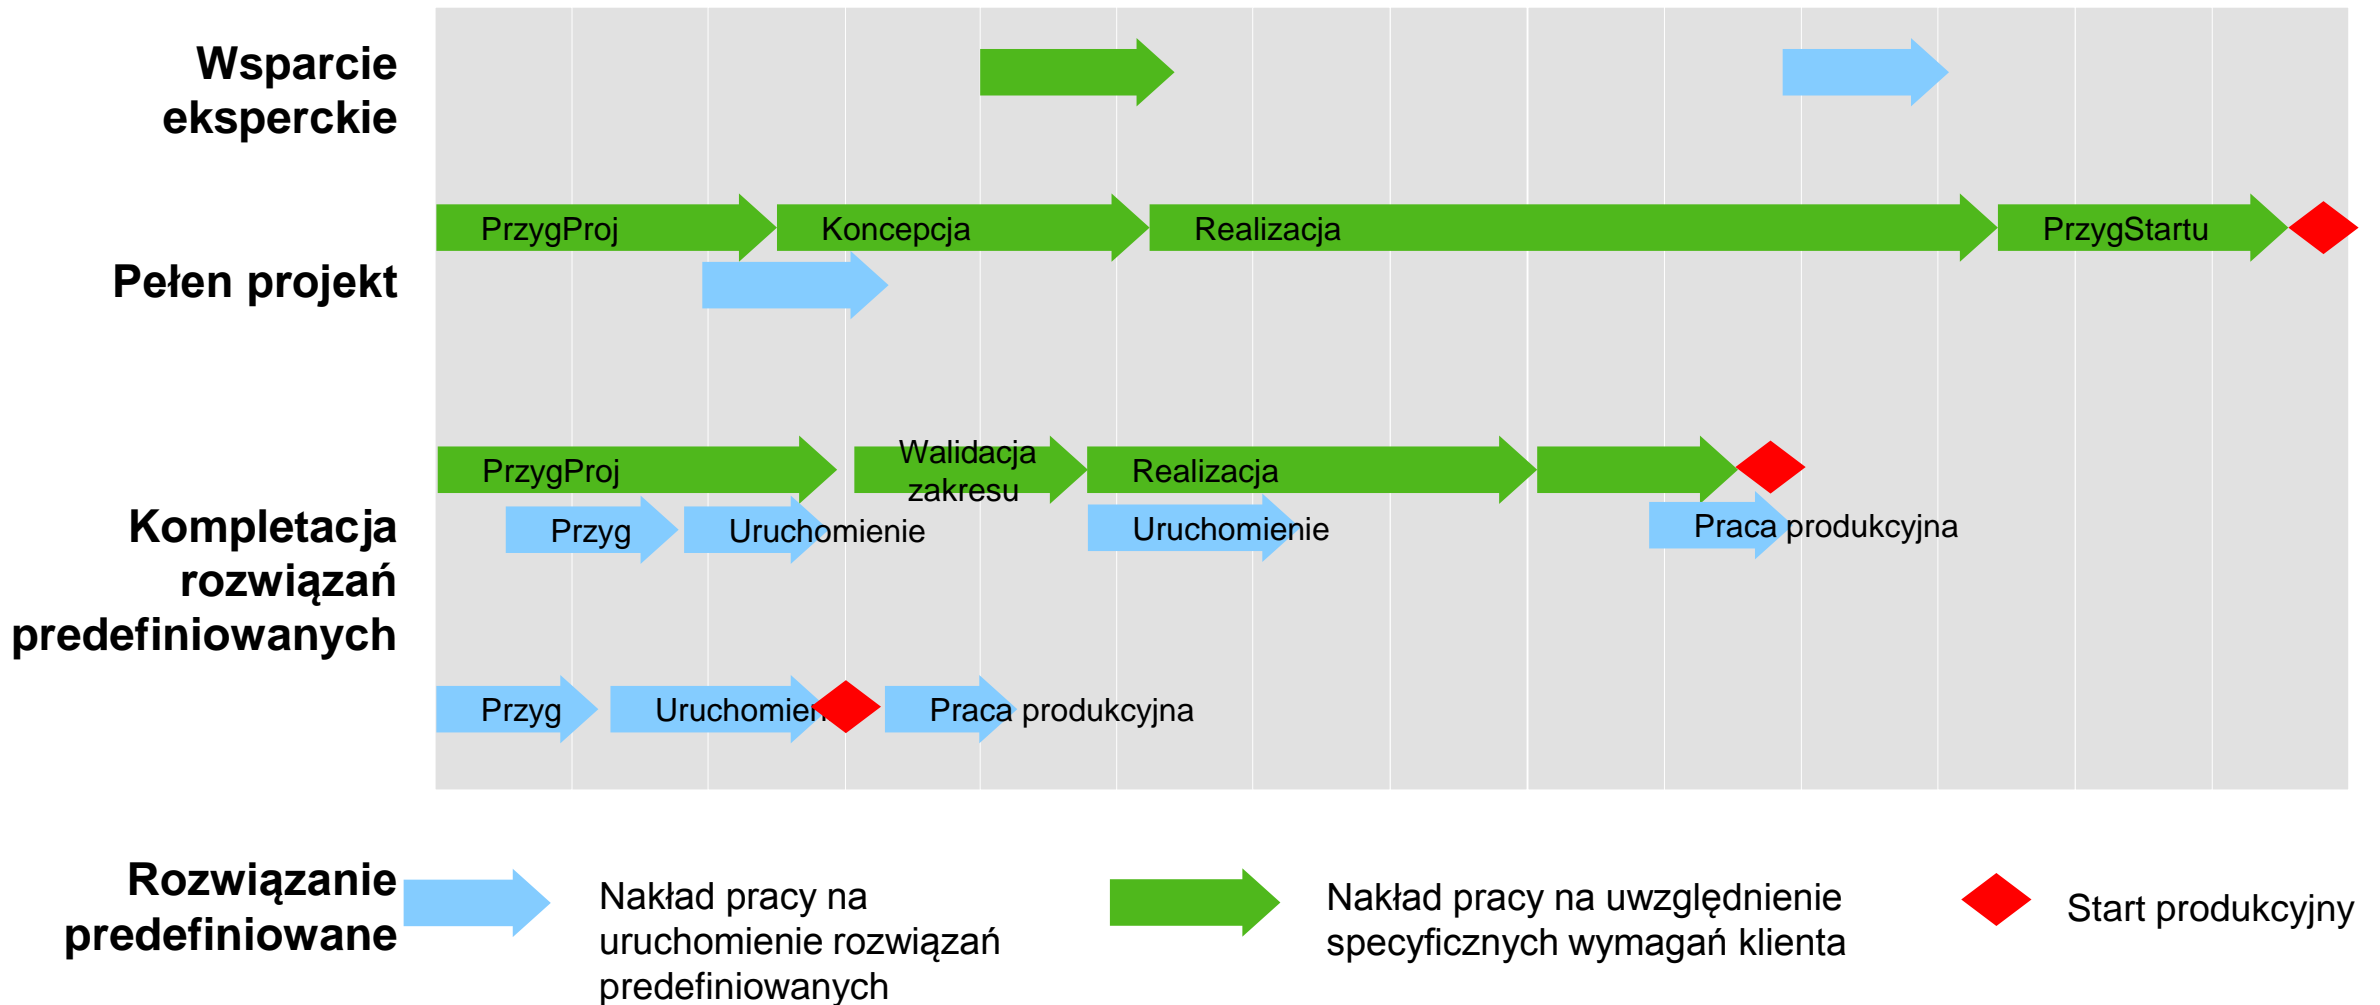 Wsparcie
eksperckie
PrzygProj
Koncepcja
Realizacja
PrzygStartu
Pełen projekt
PrzygProj
Walidacja
zakresu
Realizacja
Przyg
Uruchomienie
Uruchomienie
Praca produkcyjna
Kompletacja
rozwiązań
predefiniowanych
Przyg
Uruchomien
Praca produkcyjna
Rozwiązanie
predefiniowane
Nakład pracy na
uruchomienie rozwiązań
predefiniowanych
Nakład pracy na uwzględnienie
specyficznych wymagań klienta
Start produkcyjny